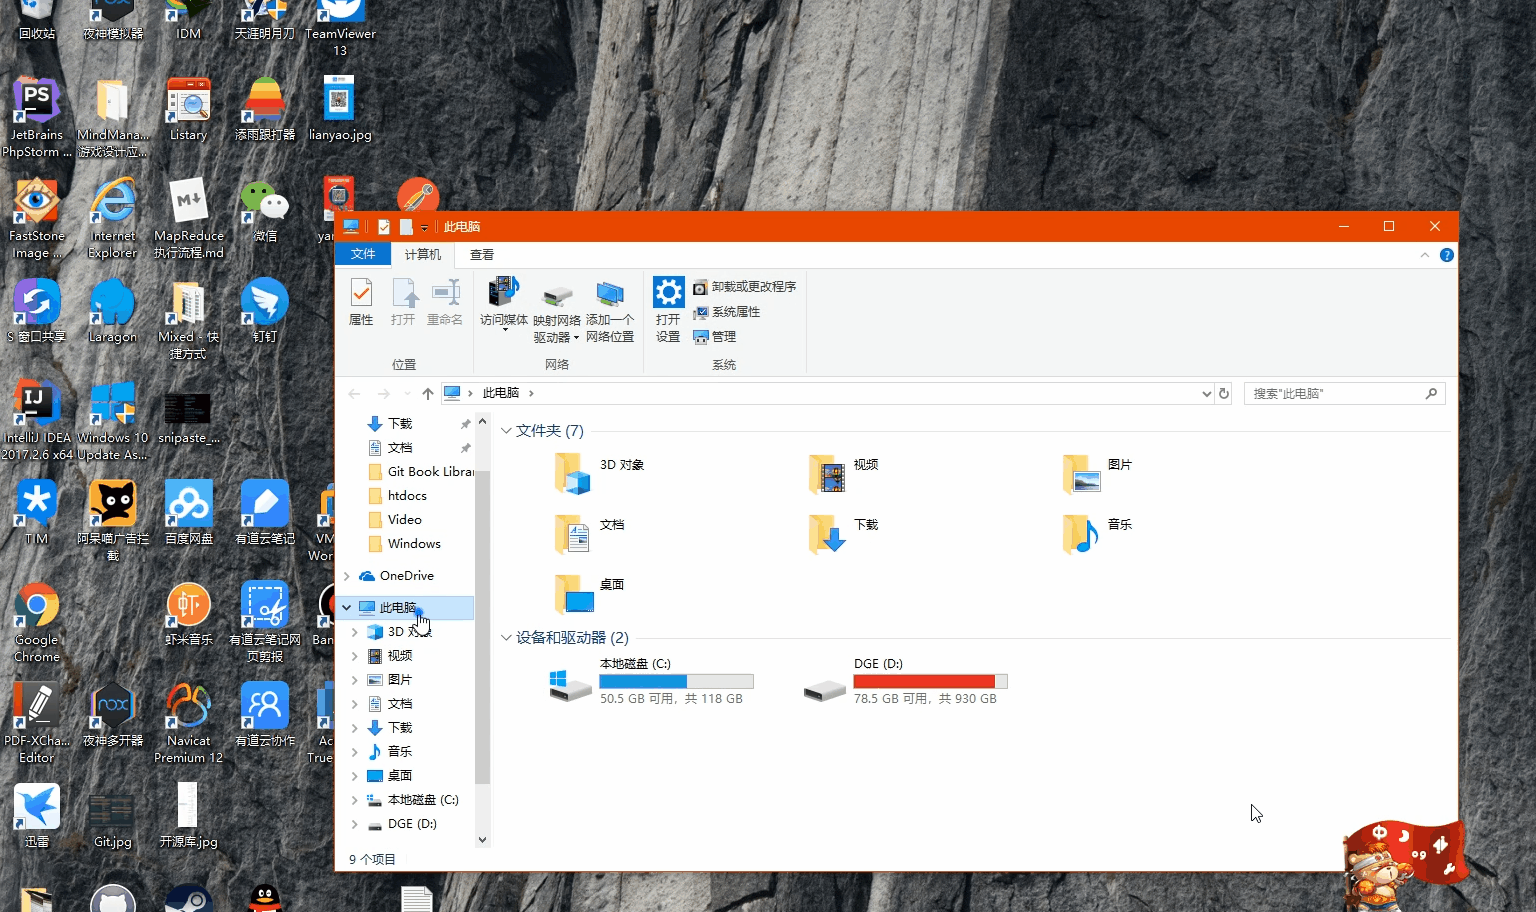 回收站
夜神模拟器
IDM
天涯明月刀
TeamViewer
13
JetBrains
PhpStorm ...
MindMana...
游戏设计应...
Listary
添雨跟打器
lianyao.jpg
FastStone
Image ...
Internet
Explorer
MapReduce
执行流程.md
微信
yar
S 窗口共享
Laragon
Mixed - 快
捷方式
钉钉
IntelliJ IDEA
2017.2.6 x64
Windows 10
Update As...
snipaste_...
TIM
阿呆喵广告拦
截
百度网盘
有道云笔记
VM
Wor
Google
Chrome
虾米音乐
有道云笔记网
页剪报
Ban
PDF-XCha...
Editor
夜神多开器
Navicat
Premium 12
有道云协作
Ac
True
迅雷
Git.jpg
开源库.jpg
此电脑
文件
计算机
查看
属性
打开
重命名
位置
访问媒体
映射网络
驱动器
添加一个
网络位置
网络
打开
设置
卸载或更改程序
系统属性
管理
系统
此电脑
搜索"此电脑"
下载
文档
Git Book Librar
htdocs
Video
Windows
OneDrive
此电脑
3D 对象
视频
图片
文档
下载
音乐
桌面
本地磁盘 (C:)
DGE (D:)
文件夹 (7)
3D 对象
视频
图片
文档
下载
音乐
桌面
设备和驱动器 (2)
本地磁盘 (C:)
50.5 GB 可用，共 118 GB
DGE (D:)
78.5 GB 可用，共 930 GB
9 个项目
中